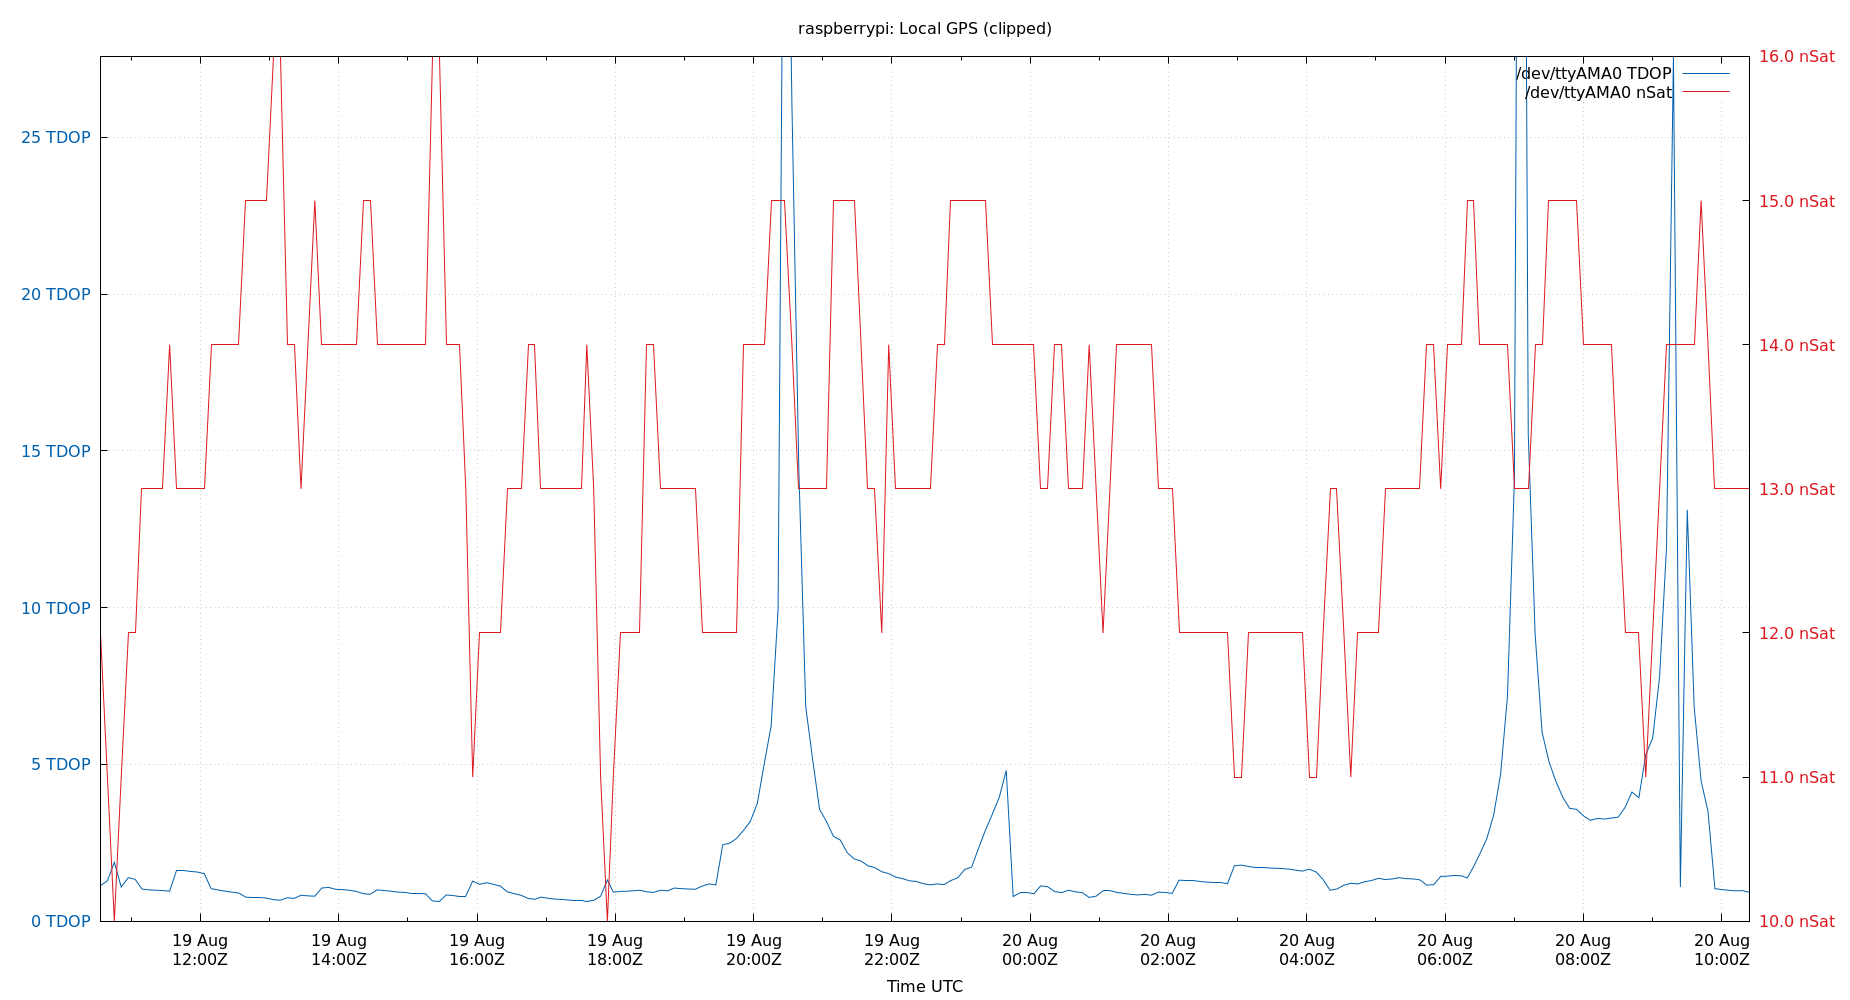 raspberrypi: Local GPS (clipped)
16.0 nSat
/dev/ttyAMA0 TDOP
/dev/ttyAMA0 nSat
25 TDOP
15.0 nSat
20 TDOP
14.0 nSat
15 TDOP
13.0 nSat
10 TDOP
12.0 nSat
5 TDOP
11.0 nSat
0 TDOP
10.0 nSat
19 Aug 19 Aug 19 Aug 19 Aug 19 Aug 19 Aug 20 Aug 20 Aug 20 Aug 20 Aug 20 Aug 20 Aug
12:00Z 14:00Z 16:00Z 18:00Z 20:00Z 22:00Z 00:00Z 02:00Z 04:00Z 06:00Z 08:00Z 10:00Z
Time UTC